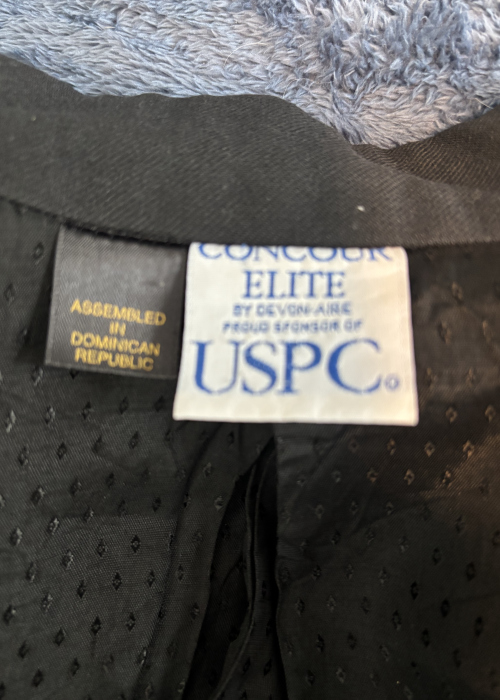 ASSEMBLED
IN
DOMINICAN
REPUBLIC
CONCOUR
ELITE
BY DEVON-AIRE
PROUD SPONSOR OF
USPC®